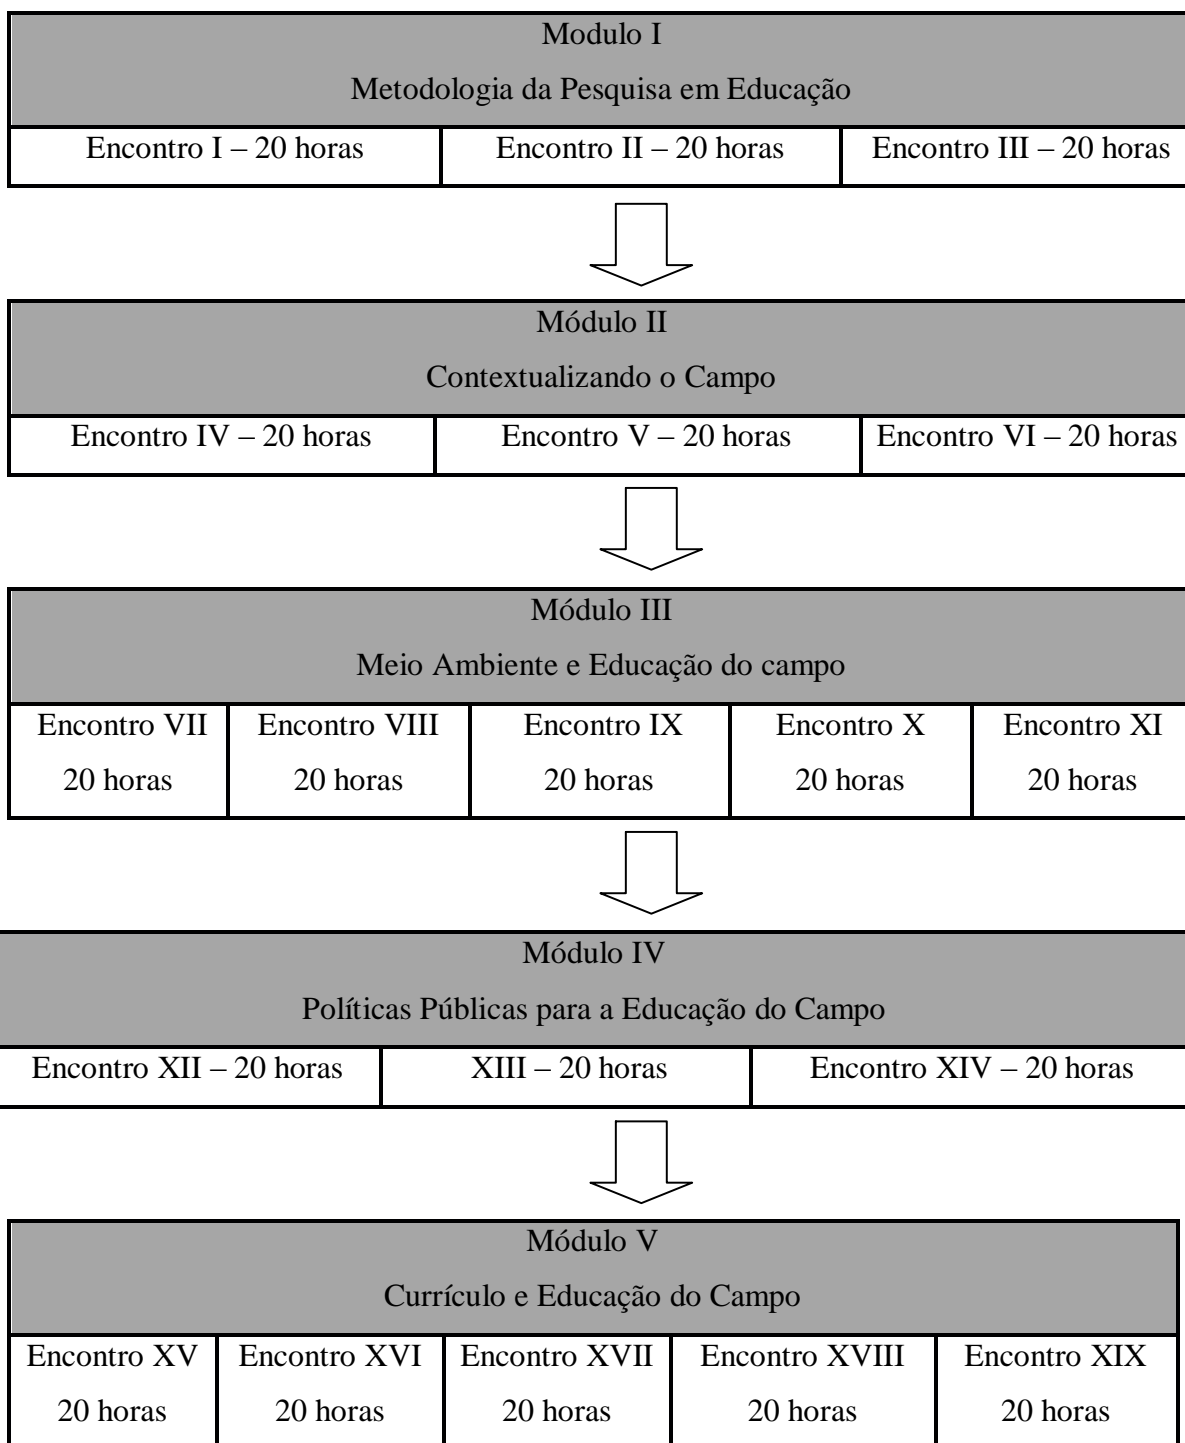 Modulo I
Metodologia da Pesquisa em Educação
Encontro I – 20 horas
Encontro II – 20 horas
Encontro III – 20 horas
Módulo II
Contextualizando o Campo
Encontro IV – 20 horas
Encontro V – 20 horas
Encontro VI – 20 horas
Módulo III
Meio Ambiente e Educação do campo
Encontro VII
20 horas
Encontro VIII
20 horas
Encontro IX
20 horas
Encontro X
20 horas
Encontro XI
20 horas
Módulo IV
Políticas Públicas para a Educação do Campo
Encontro XII – 20 horas
XIII – 20 horas
Encontro XIV – 20 horas
Módulo V
Currículo e Educação do Campo
Encontro XV
20 horas
Encontro XVI
20 horas
Encontro XVII
20 horas
Encontro XVIII
20 horas
Encontro XIX
20 horas